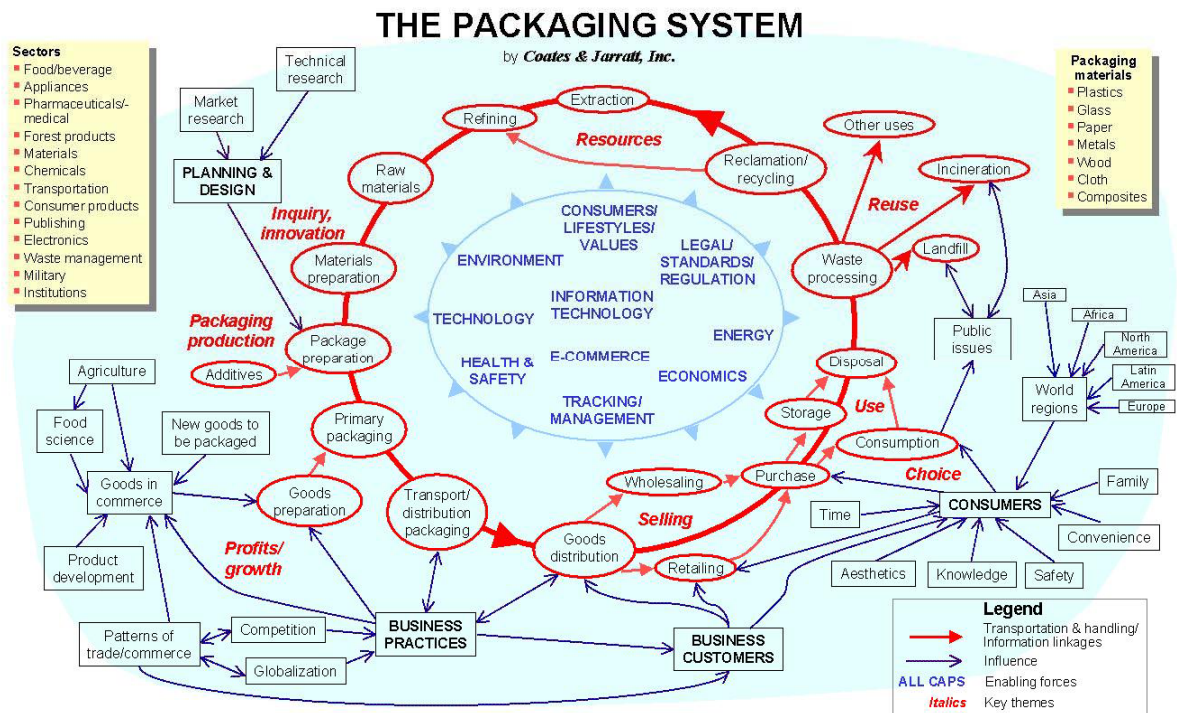 THE PACKAGING SYSTEM
by Coates & Jarratt, Inc.
Sectors
Food/beverage
Appliances
Pharmaceuticals/-
medical
Forest products
Materials
Chemicals
Transportation
Consumer products
Publishing
Electronics
Waste management
Military
Institutions
Technical
research
Market
research
PLANNING &
DESIGN
Packaging
materials
Plastics
Glass
Paper
Metals
Wood
Cloth
Composites
Extraction
Refining
Resources
Reclamation/
recycling
Other uses
Incineration
Reuse
Raw
materials
Inquiry,
innovation
Materials
preparation
Landfill
Waste
processing
CONSUMERS/
LIFESTYLES/
VALUES
ENVIRONMENT
LEGAL/
STANDARDS/
REGULATION
INFORMATION
TECHNOLOGY
TECHNOLOGY
ENERGY
E-COMMERCE
HEALTH &
SAFETY
ECONOMICS
TRACKING/
MANAGEMENT
Packaging
production
Package
preparation
Additives
Public
issues
Asia
Africa
North
America
Latin
America
Europe
World
regions
Disposal
Storage
Use
Consumption
Choice
Agriculture
Food
science
New goods to
be packaged
Goods in
commerce
Product
development
Primary
packaging
Goods
preparation
Transport/
distribution
packaging
Wholesaling
Purchase
Selling
Goods
distribution
Retailing
Time
CONSUMERS
Family
Convenience
Aesthetics
Knowledge
Safety
Profits/
growth
Patterns of
trade/commerce
Competition
Globalization
BUSINESS
PRACTICES
BUSINESS
CUSTOMERS
Legend
Transportation & handling/
Information linkages
Influence
ALL CAPS Enabling forces
Italics Key themes